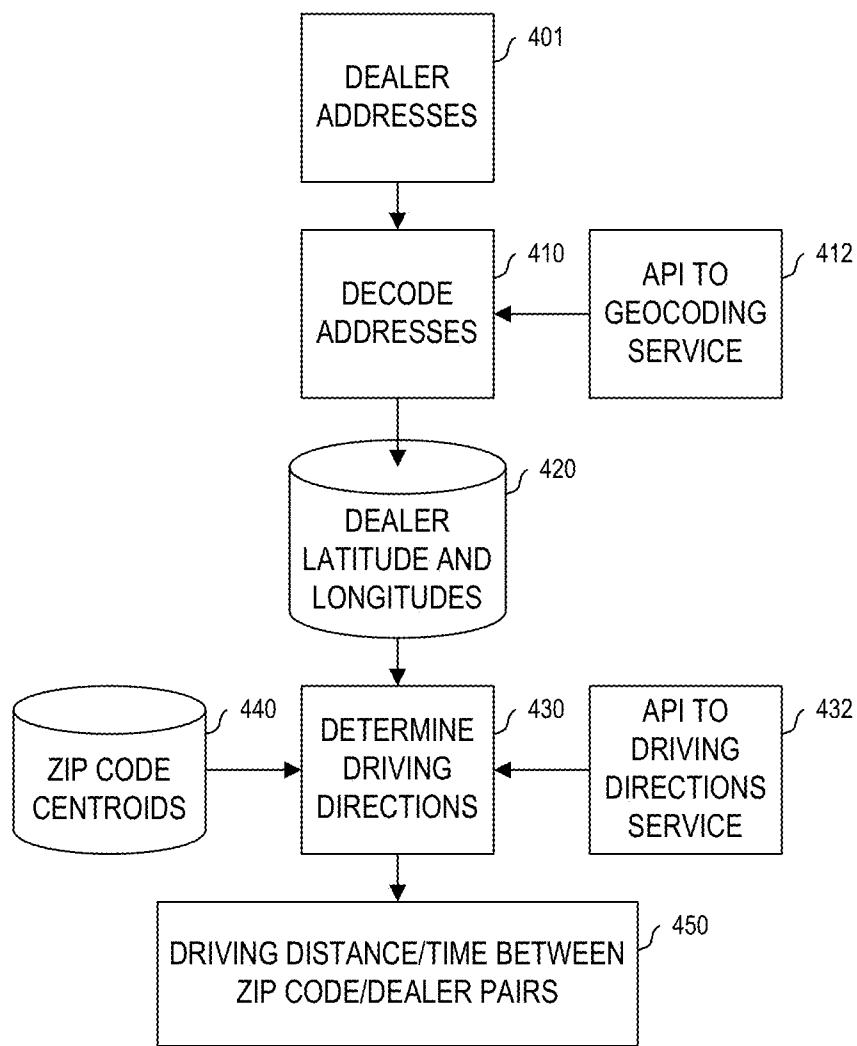 401
DEALER
ADDRESSES
410
DECODE
ADDRESSES
412
API TO
GEOCODING
SERVICE
420
DEALER
LATITUDE AND
LONGITUDES
440
ZIP CODE
CENTROIDS
430
DETERMINE
DRIVING
DIRECTIONS
432
API TO
DRIVING
DIRECTIONS
SERVICE
450
DRIVING DISTANCE/TIME BETWEEN
ZIP CODE/DEALER PAIRS